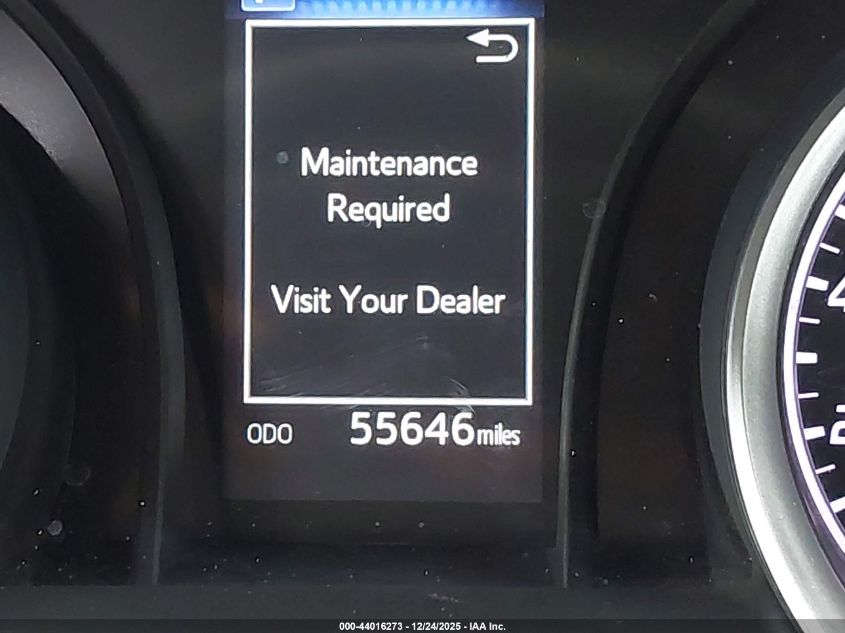 Maintenance
Required
Visit Your Dealer
ODO 55646 miles
000-44016273 - 12/24/2025 - IAA Inc.